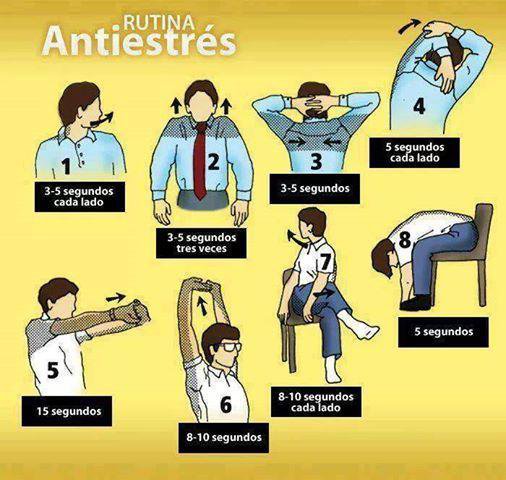 RUTINA
Antiestrés
1
3-5 segundos
cada lado
2
3-5 segundos
tres veces
3
3-5 segundos
4
5 segundos
cada lado
5
15 segundos
6
8-10 segundos
7
8-10 segundos
cada lado
8
5 segundos